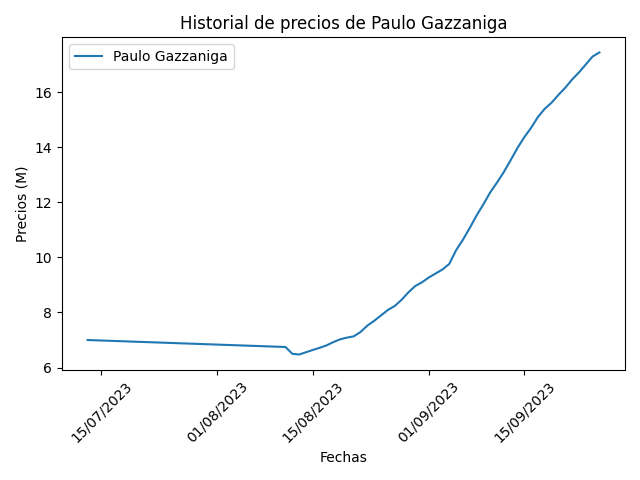 Historial de precios de Paulo Gazzaniga
Paulo Gazzaniga
Precios (M)
16
14
12
10
8
6
15/07/2023
01/08/2023
15/08/2023
01/09/2023
15/09/2023
Fechas